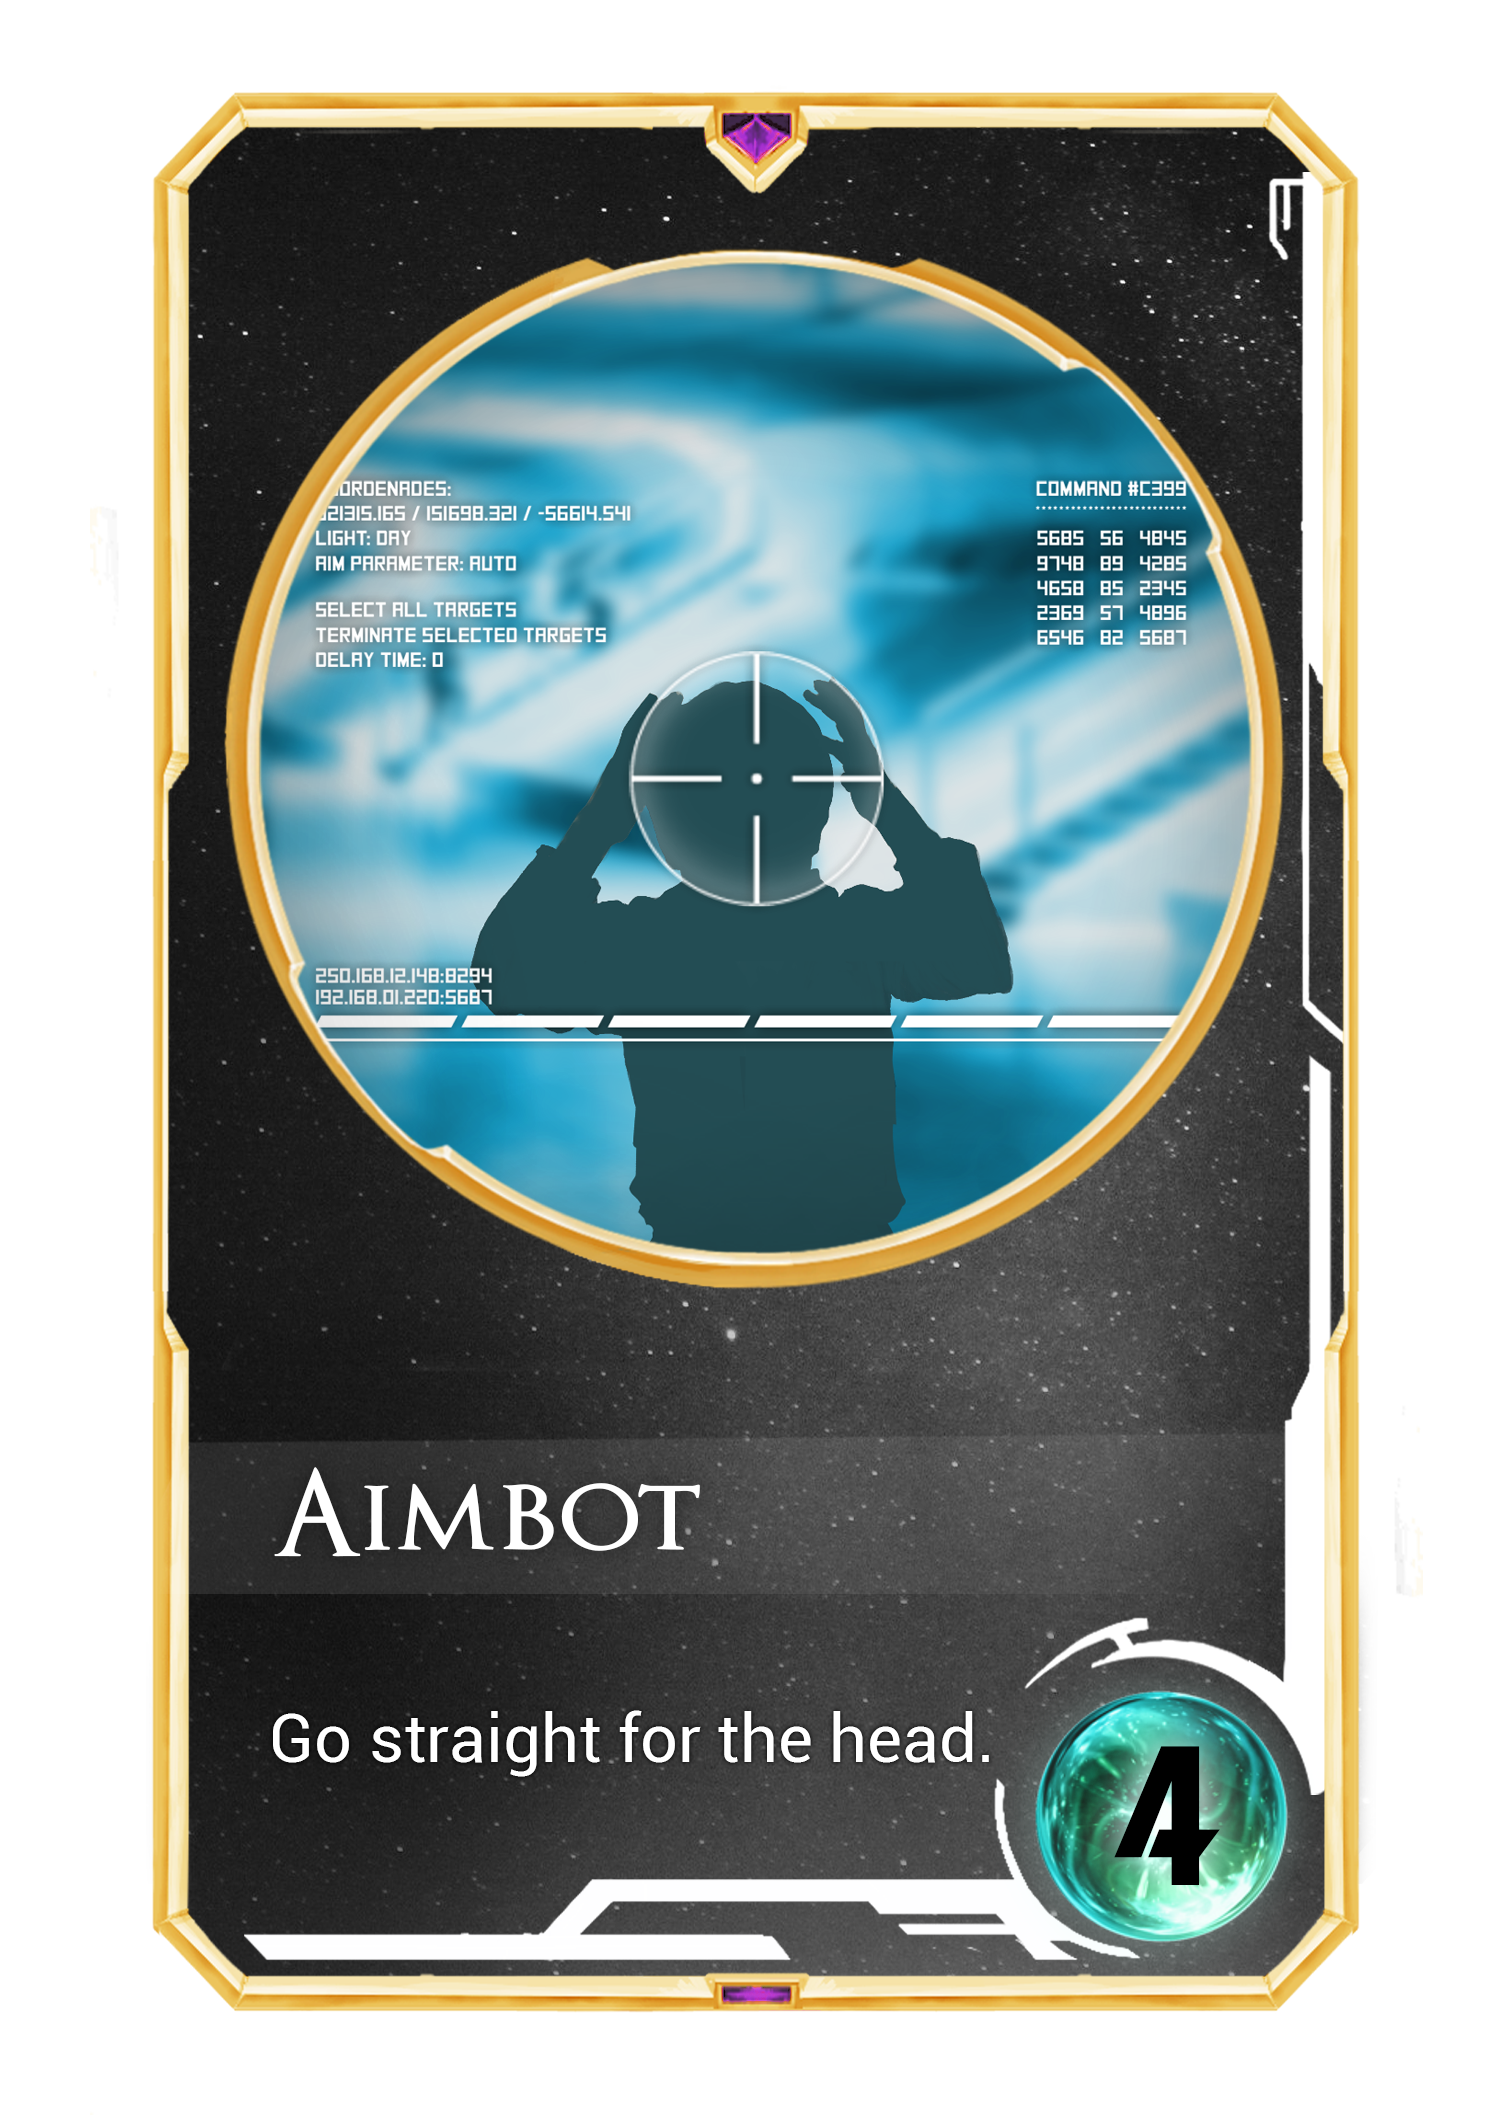 OORDENADES:
321315.165 / 151698.321 / -56614.541
LIGHT: DAY
AIM PARAMETER: AUTO
SELECT ALL TARGETS
TERMINATE SELECTED TARGETS
DELAY TIME: 0
COMMAND #C399
5685 56 4845
9748 89 4285
4658 85 2345
2369 57 4896
6546 82 5687
250.168.12.148:8294
192.168.01.220:5687
AIMBOT
Go straight for the head.
4